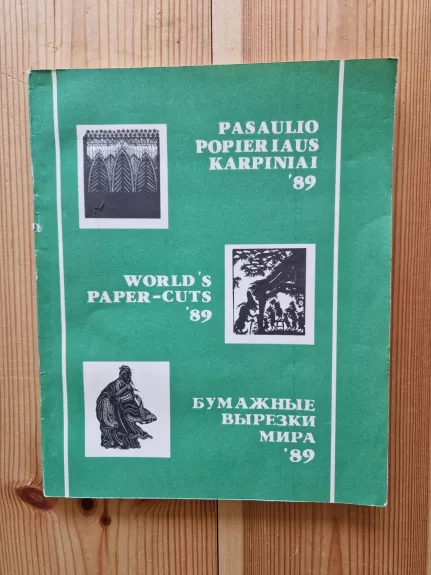 PASAULIO
POPIERIAUS
KARPINIAI
'89
WORLD'S
PAPER-CUTS
'89
БУМАЖНЫЕ
ВЫРЕЗКИ
МИРА
'89